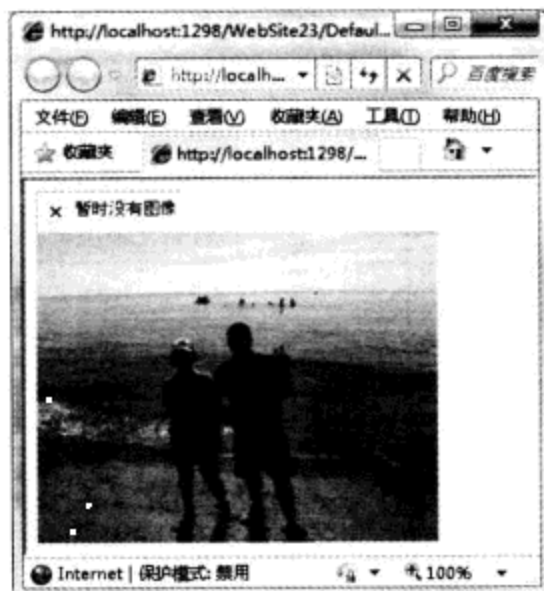 http://localhost:1298/WebSite23/Defaul...
http://localh...
百度搜索
文件(F) 编辑(E) 查看(V) 收藏夹(A) 工具(T) 帮助(H)
收藏夹 http://localhost:1298/...
暂时没有图像
Internet | 保护模式: 禁用 100%